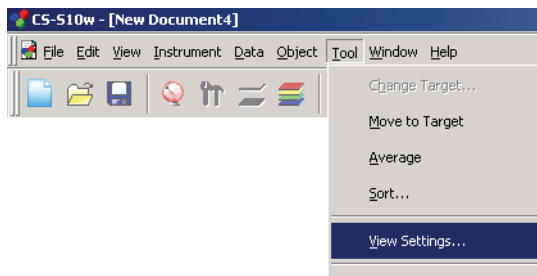 CS-S10w - [New Document4]
File Edit View Instrument Data Object Tool Window Help
Change Target...
Move to Target
Average
Sort...
View Settings...